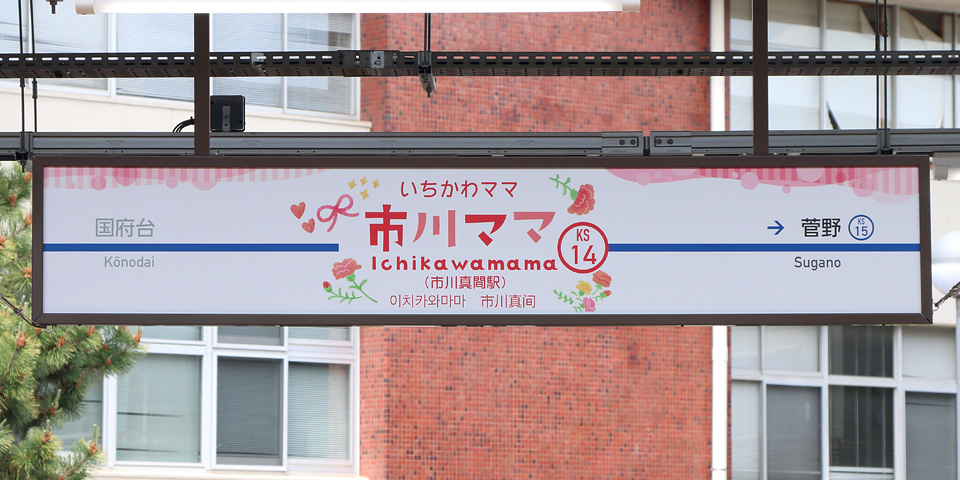 国府台
Kōnodai
いちかわママ
市川ママ
Ichikawamama
(市川真間駅)
이치카와마마 市川真间
KS
14
→ 菅野
KS
15
Sugano